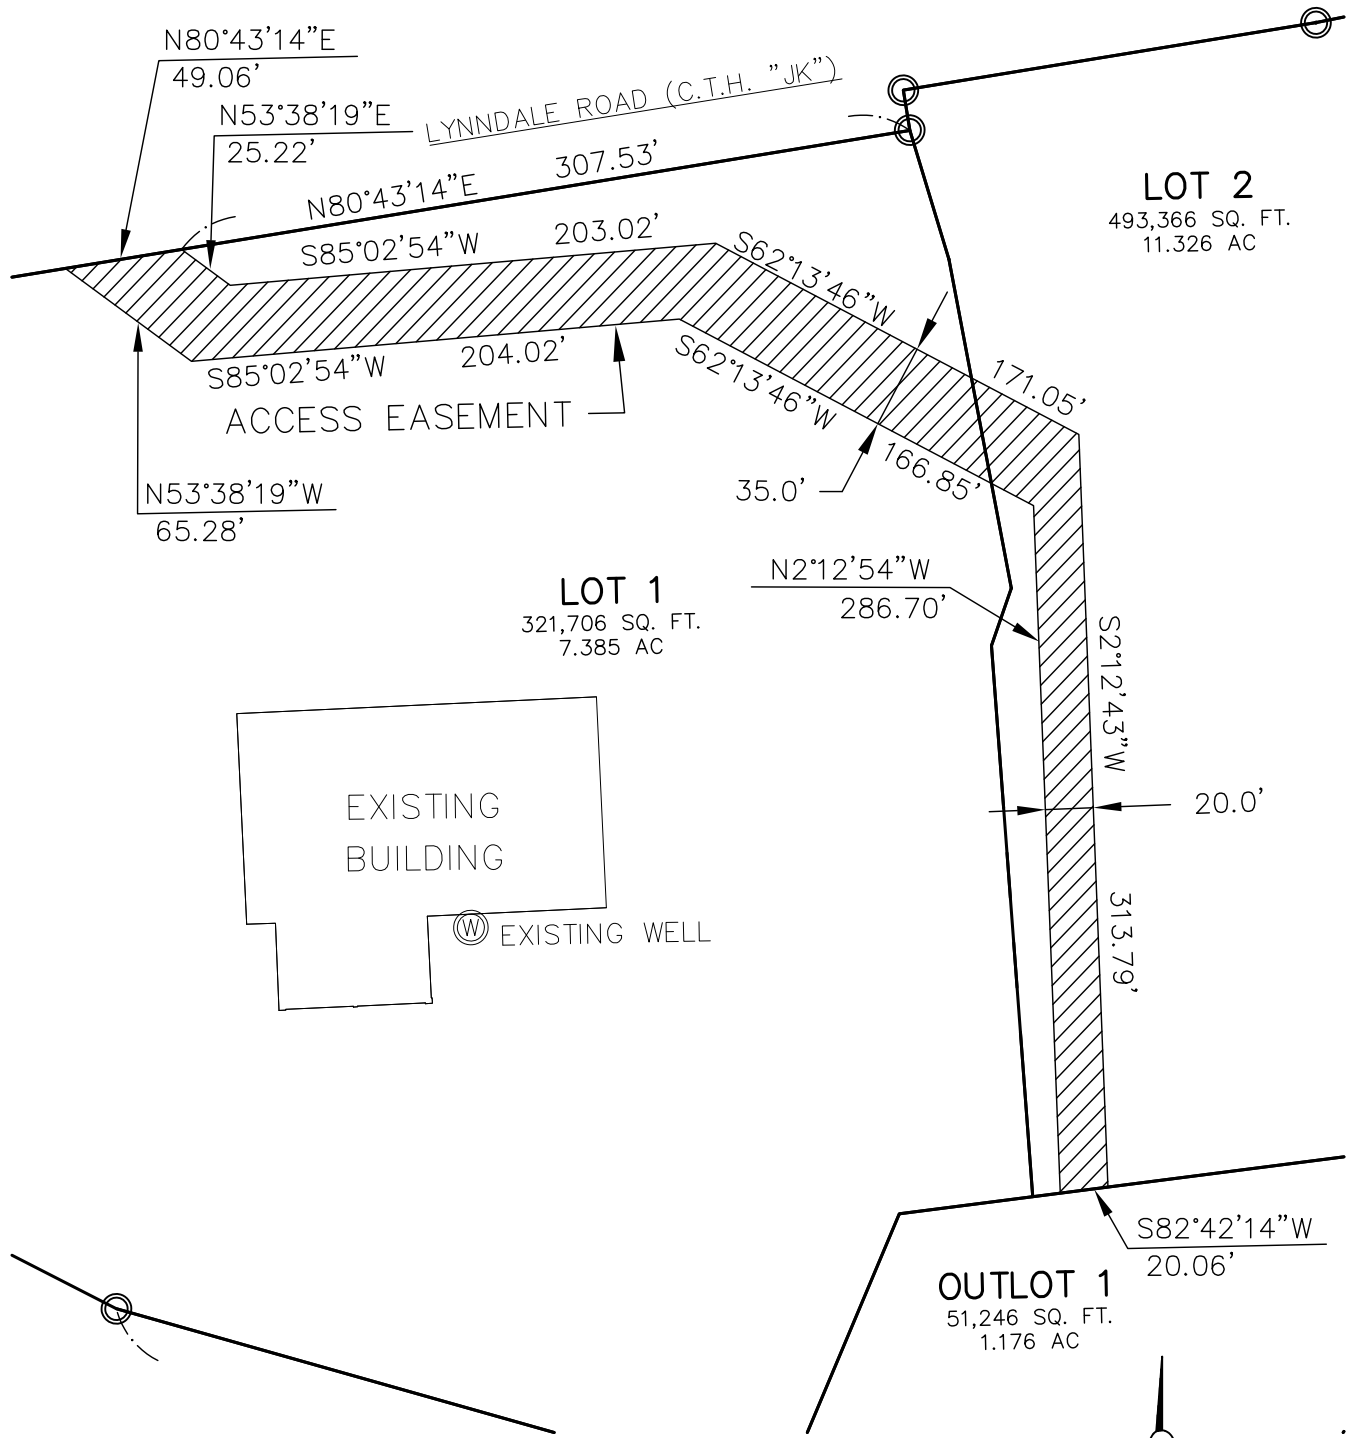 N80°43'14"E
49.06'
N53°38'19"E
25.22'
LYNNDALE ROAD (C.T.H. "JK")
N80°43'14"E 307.53'
LOT 2
493,366 SQ. FT.
11.326 AC
S85°02'54"W 203.02'
S62°13'46"W 171.05'
S85°02'54"W 204.02'
S62°13'46"W 166.85'
ACCESS EASEMENT
35.0'
N53°38'19"W
65.28'
LOT 1
321,706 SQ. FT.
7.385 AC
N2°12'54"W
286.70'
S2°12'43"W 313.79'
20.0'
EXISTING
BUILDING
W EXISTING WELL
S82°42'14"W
20.06'
OUTLOT 1
51,246 SQ. FT.
1.176 AC